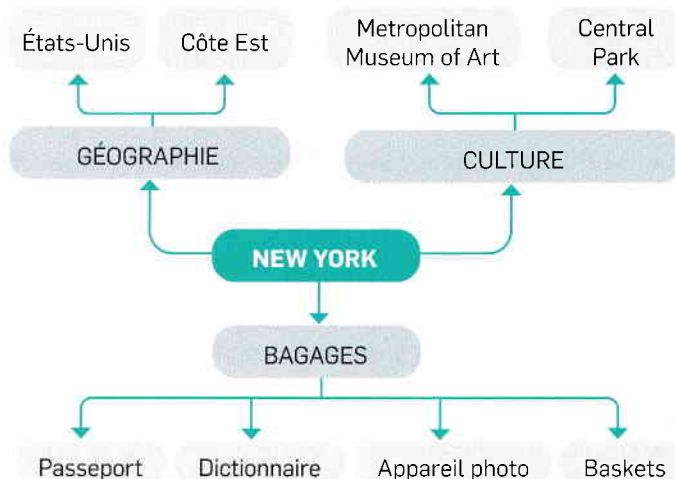 États-Unis
Côte Est
Metropolitan
Museum of Art
Central
Park
GÉOGRAPHIE
CULTURE
NEW YORK
BAGAGES
Passeport
Dictionnaire
Appareil photo
Baskets